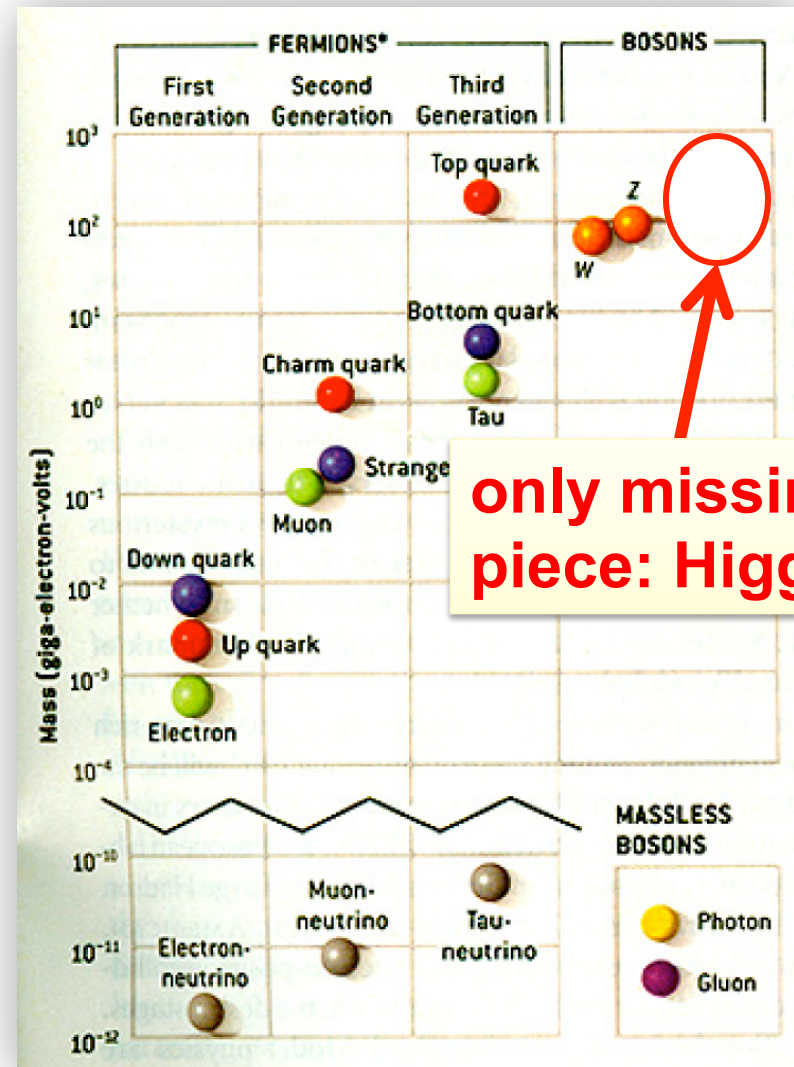 FERMIONS*
BOSONS
First
Generation
Second
Generation
Third
Generation
10³
10²
10¹
10⁰
10⁻¹
10⁻²
10⁻³
10⁻⁴
10⁻¹⁰
10⁻¹¹
10⁻¹²
Mass (giga-electron-volts)
Top quark
Z
W
Bottom quark
Charm quark
Tau
Strange
Muon
only missin
piece: Higg
Down quark
Up quark
Electron
MASSLESS
BOSONS
Muon-
neutrino
Tau-
neutrino
Electron-
neutrino
Photon
Gluon